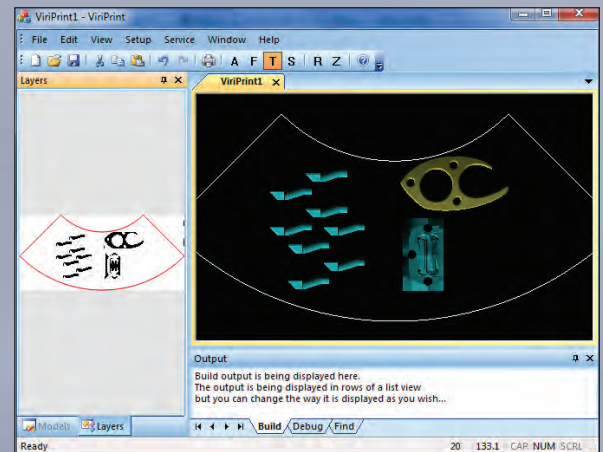 ViriPrint1 - ViriPrint
File Edit View Setup Service Window Help
A F T S R Z
Layers
ViriPrint1
Output
Build output is being displayed here.
The output is being displayed in rows of a list view
but you can change the way it is displayed as you wish...
Models Layers
Build Debug Find
Ready
20 133.1 CAP NUM SCRL